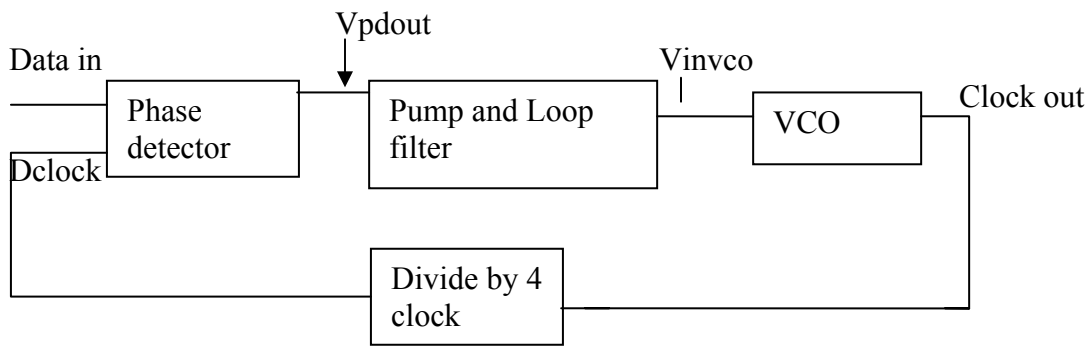 Vpdout
Data in
Vinvco
Clock out
Phase
detector
Pump and Loop
filter
VCO
Dclock
Divide by 4
clock